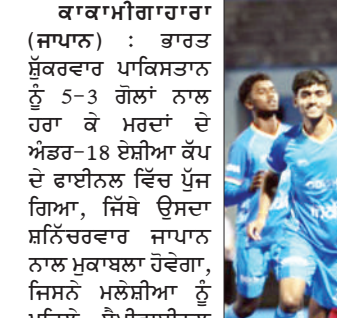 ਕਾਕਾਮੀਗਾਹਾਰਾ
(ਜਾਪਾਨ) : ਭਾਰਤ
ਸ਼ੁੱਕਰਵਾਰ ਪਾਕਿਸਤਾਨ
ਨੂੰ 5-3 ਗੋਲਾਂ ਨਾਲ
ਹਰਾ ਕੇ ਮਰਦਾਂ ਦੇ
ਅੰਡਰ-18 ਏਸ਼ੀਆ ਕੱਪ
ਦੇ ਫਾਈਨਲ ਵਿੱਚ ਪੁੱਜ
ਗਿਆ, ਜਿੱਥੇ ਉਸਦਾ
ਸ਼ਨਿੱਚਰਵਾਰ ਜਾਪਾਨ
ਨਾਲ ਮੁਕਾਬਲਾ ਹੋਵੇਗਾ,
ਜਿਸਨੇ ਮਲੇਸ਼ੀਆ ਨੂੰ